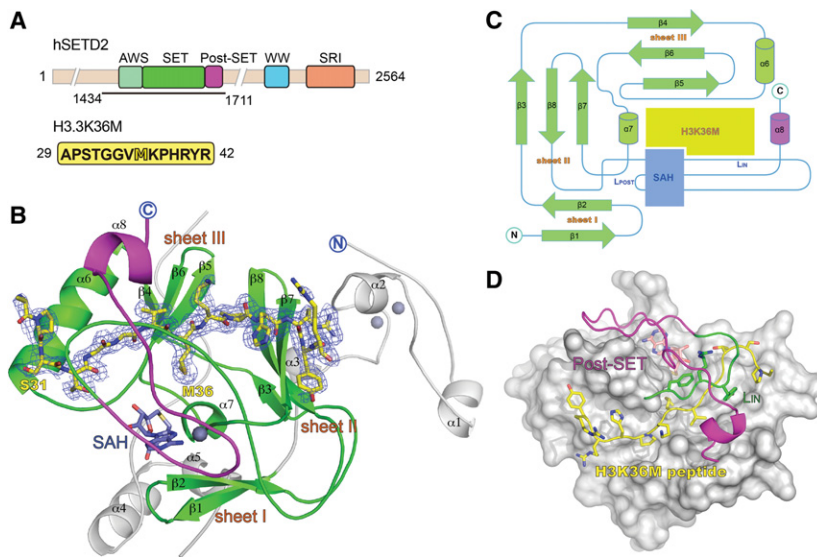 A
hSETD2
AWS SET Post-SET WW SRI
1 2564
1434 1711
H3.3K36M
29 APSTGGVMKPHRYR 42
B
C
N
α8
sheet III
α6
β4
β6
β5
β8
β7
α2
α3
S31
M36
β3
α1
SAH
α7
sheet II
α5
β2
α4
β1
sheet I
C
β4
sheet III
β6
α6
β5
C
β3
β8
β7
α7
H3K36M
α8
sheet II
LIN
LPOST
SAH
β2
sheet I
N
β1
D
Post-SET
LIN
H3K36M peptide